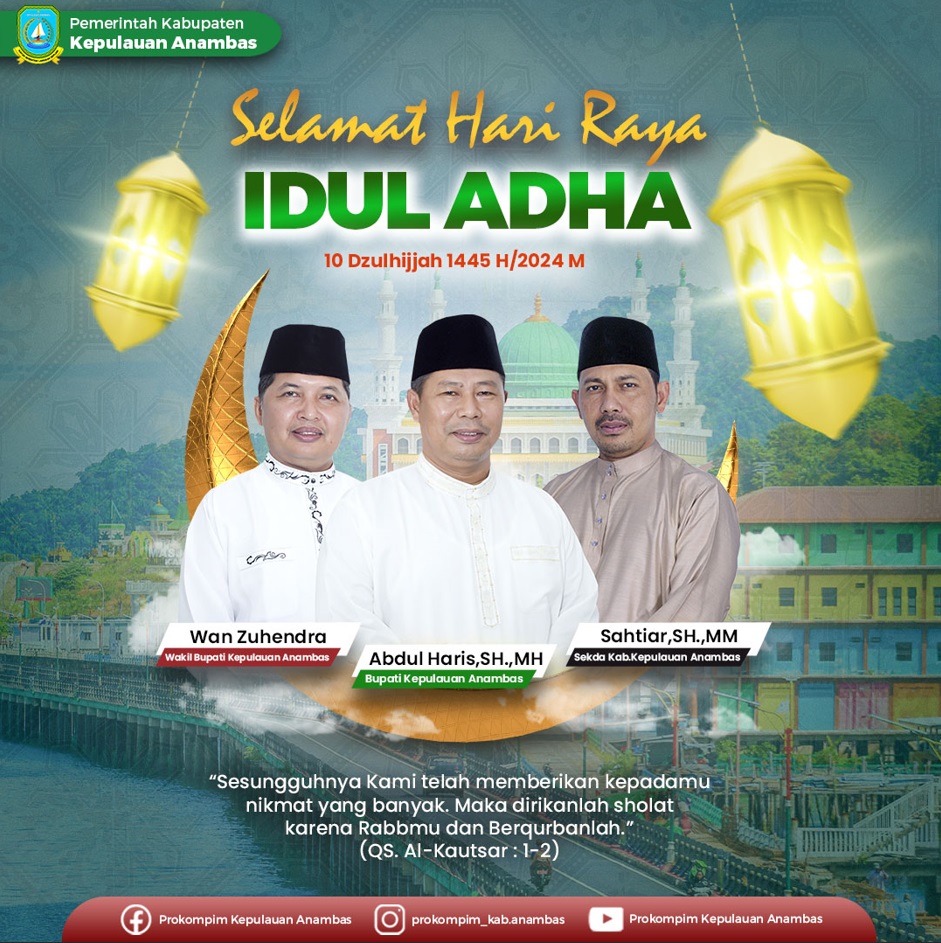 Pemerintah Kabupaten
Kepulauan Anambas
Selamat Hari Raya
IDUL ADHA
10 Dzulhijjah 1445 H/2024 M
Wan Zuhendra
Wakil Bupati Kepulauan Anambas
Abdul Haris,SH.,MH
Bupati Kepulauan Anambas
Sahtiar,SH.,MM
Sekda Kab.Kepulauan Anambas
“Sesungguhnya Kami telah memberikan kepadamu
nikmat yang banyak. Maka dirikanlah sholat
karena Rabbmu dan Berqurbanlah.”
(QS. Al-Kautsar : 1-2)
Prokompim Kepulauan Anambas
prokompim_kab.anambas
Prokompim Kepulauan Anambas